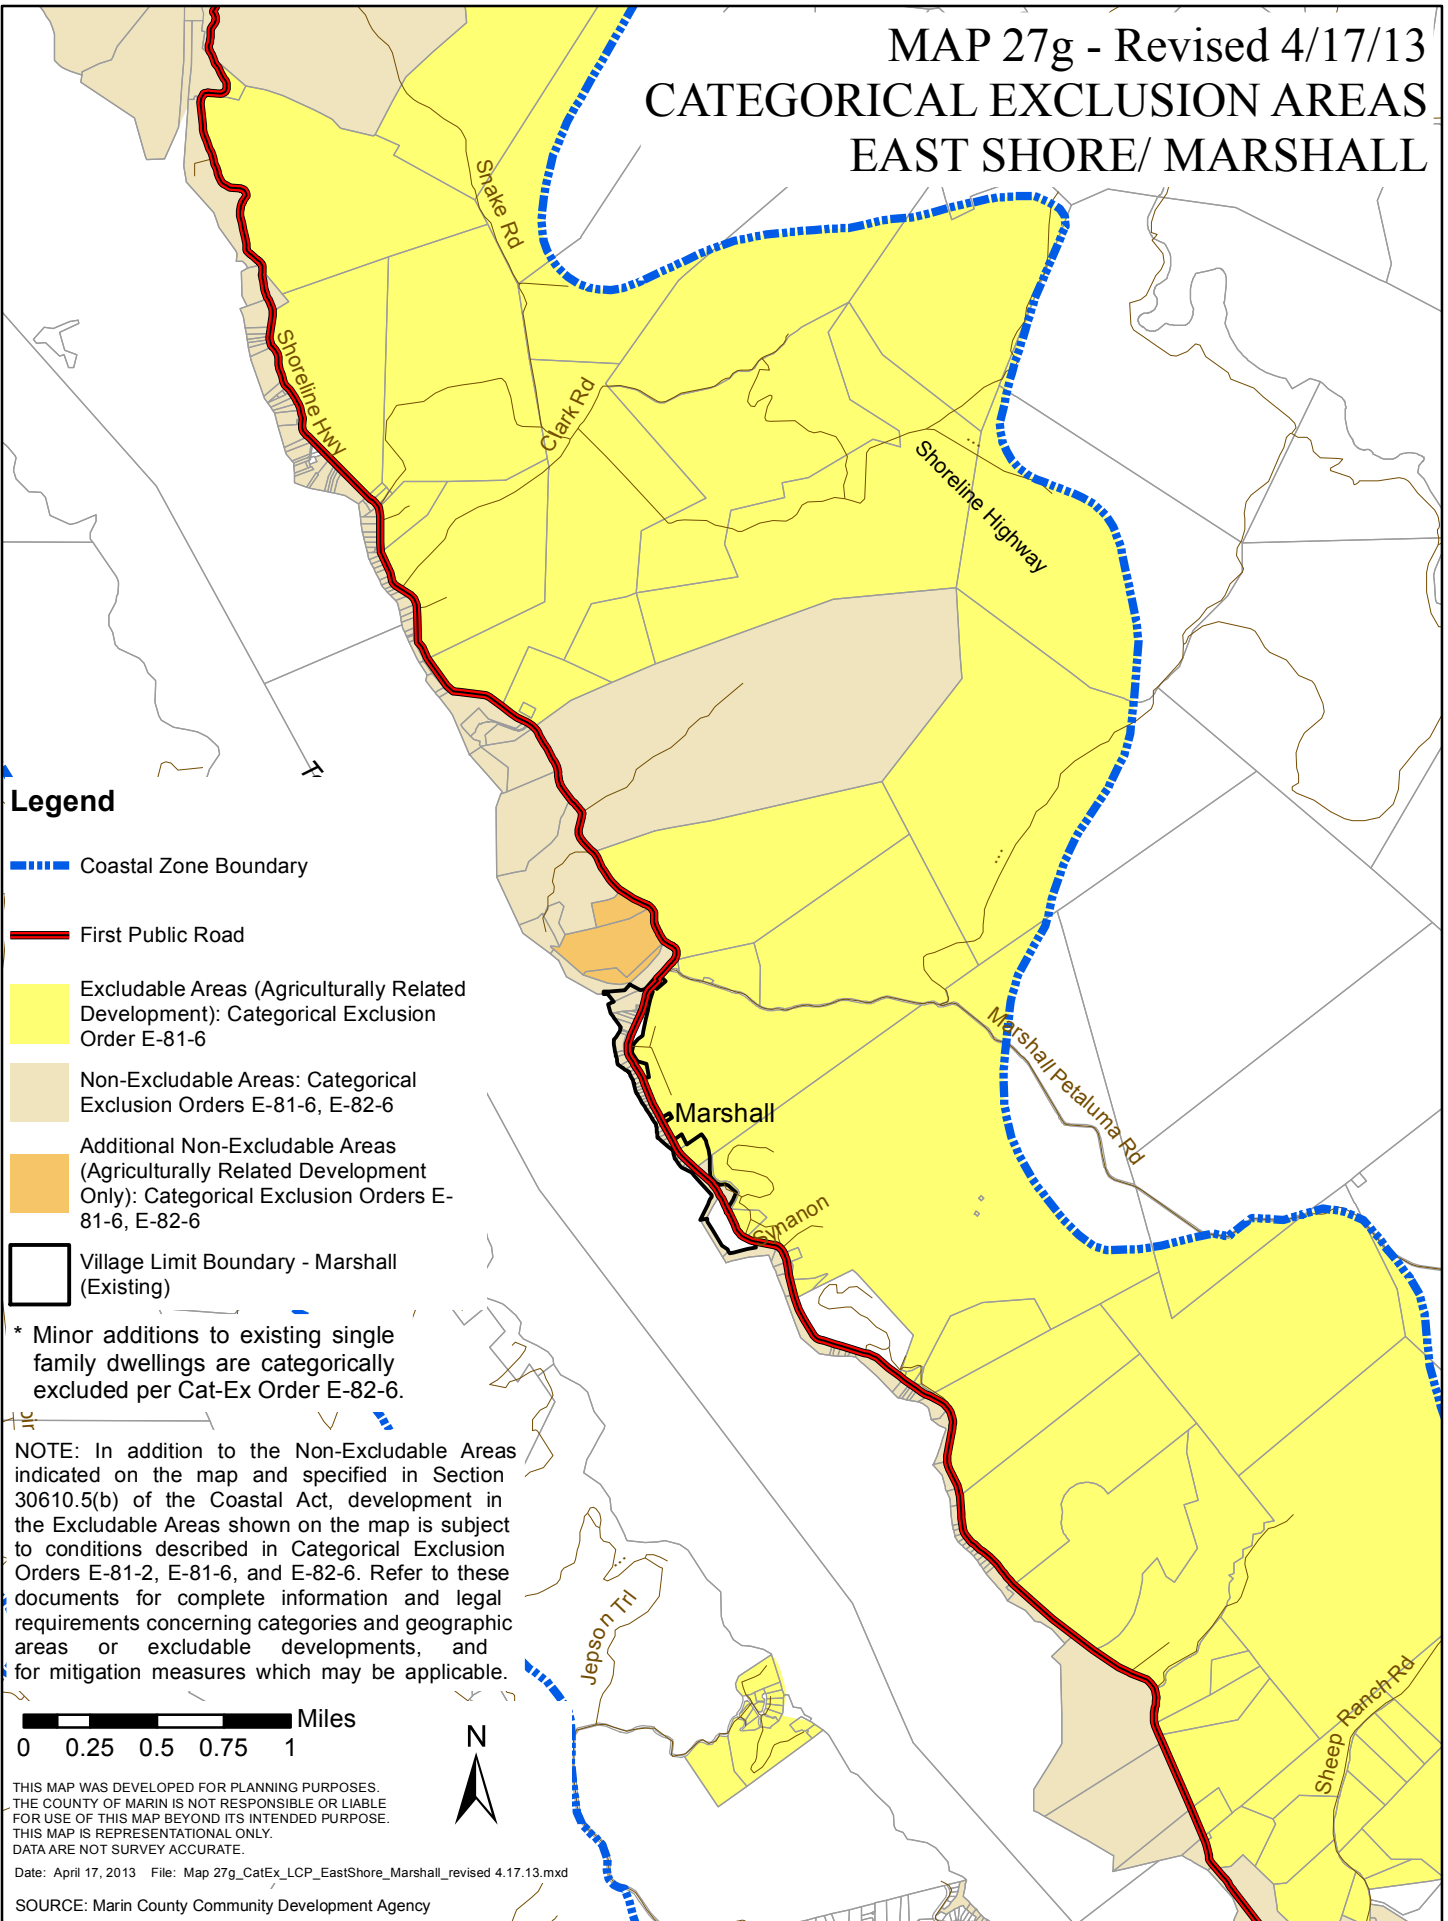 MAP 27g - Revised 4/17/13
CATEGORICAL EXCLUSION AREAS
EAST SHORE/ MARSHALL
Snake Rd
Shoreline Hwy
Clark Rd
Shoreline Highway
Marshall Petaluma Rd
Marshall
Synanon
Jepson Trl
Sheep Ranch Rd
Legend
Coastal Zone Boundary
First Public Road
Excludable Areas (Agriculturally Related
Development): Categorical Exclusion
Order E-81-6
Non-Excludable Areas: Categorical
Exclusion Orders E-81-6, E-82-6
Additional Non-Excludable Areas
(Agriculturally Related Development
Only): Categorical Exclusion Orders E-
81-6, E-82-6
Village Limit Boundary - Marshall
(Existing)
* Minor additions to existing single
family dwellings are categorically
excluded per Cat-Ex Order E-82-6.
NOTE: In addition to the Non-Excludable Areas
indicated on the map and specified in Section
30610.5(b) of the Coastal Act, development in
the Excludable Areas shown on the map is subject
to conditions described in Categorical Exclusion
Orders E-81-2, E-81-6, and E-82-6. Refer to these
documents for complete information and legal
requirements concerning categories and geographic
areas or excludable developments, and
for mitigation measures which may be applicable.
Miles
0 0.25 0.5 0.75 1
N
THIS MAP WAS DEVELOPED FOR PLANNING PURPOSES.
THE COUNTY OF MARIN IS NOT RESPONSIBLE OR LIABLE
FOR USE OF THIS MAP BEYOND ITS INTENDED PURPOSE.
THIS MAP IS REPRESENTATIONAL ONLY.
DATA ARE NOT SURVEY ACCURATE.
Date: April 17, 2013 File: Map 27g_CatEx_LCP_EastShore_Marshall_revised 4.17.13.mxd
SOURCE: Marin County Community Development Agency